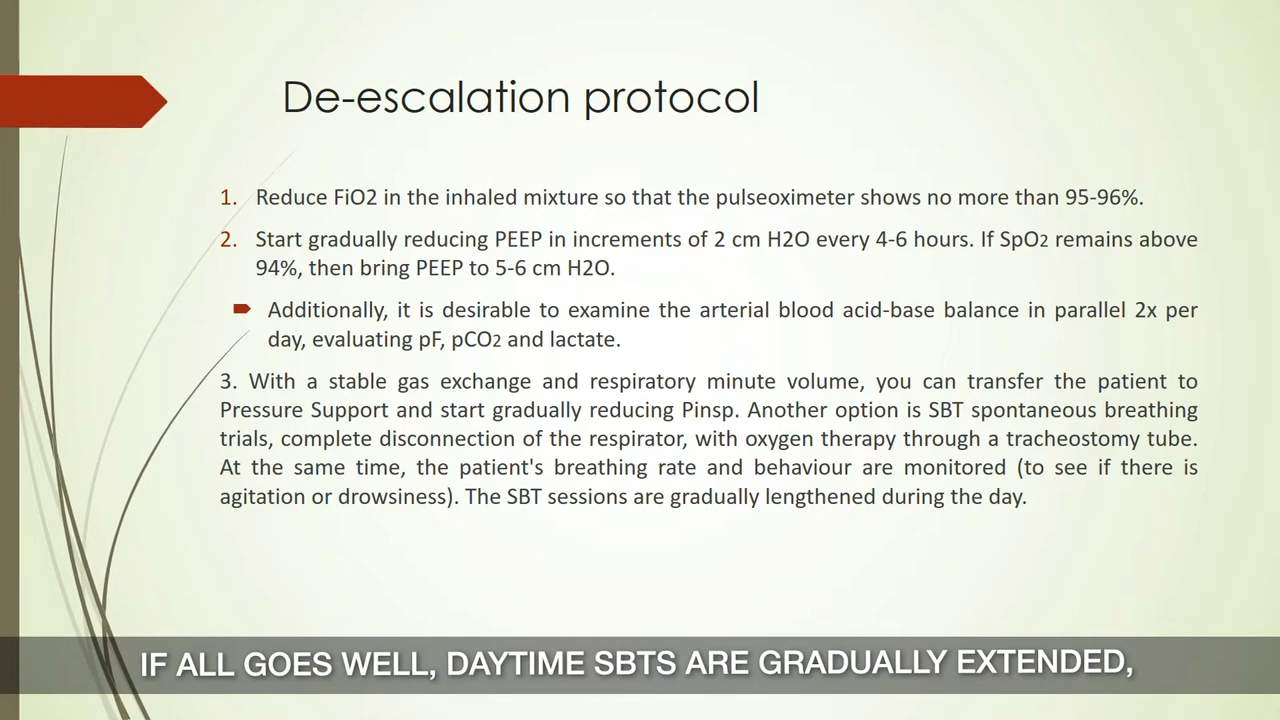 De-escalation protocol
1. Reduce FiO2 in the inhaled mixture so that the pulseoximeter shows no more than 95-96%.
2. Start gradually reducing PEEP in increments of 2 cm H2O every 4-6 hours. If SpO2 remains above
94%, then bring PEEP to 5-6 cm H2O.
Additionally, it is desirable to examine the arterial blood acid-base balance in parallel 2x per
day, evaluating pF, pCO2 and lactate.
3. With a stable gas exchange and respiratory minute volume, you can transfer the patient to
Pressure Support and start gradually reducing Pinsp. Another option is SBT spontaneous breathing
trials, complete disconnection of the respirator, with oxygen therapy through a tracheostomy tube.
At the same time, the patient's breathing rate and behaviour are monitored (to see if there is
agitation or drowsiness). The SBT sessions are gradually lengthened during the day.
IF ALL GOES WELL, DAYTIME SBTS ARE GRADUALLY EXTENDED,